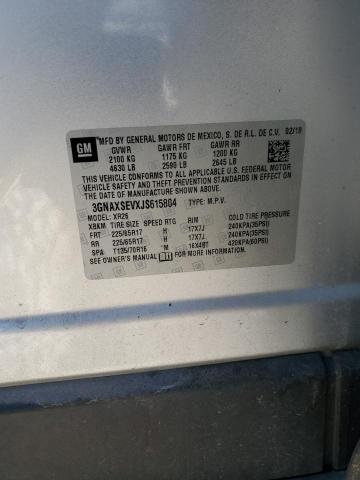 GM
MFD BY GENERAL MOTORS DE MEXICO, S. DE R.L. DE C.V. 02/18
GVWR GAWR FRT GAWR RR
2100 KG 1175 KG 1200 KG
4630 LB 2590 LB 2645 LB
THIS VEHICLE CONFORMS TO ALL APPLICABLE U.S. FEDERAL MOTOR
VEHICLE SAFETY, BUMPER, AND THEFT PREVENTION STANDARDS
IN EFFECT ON THE DATE OF MANUFACTURE SHOWN ABOVE.
3GNAXSEVXJS615804 TYPE: M.P.V.
MODEL: XR26
XBKM TIRE SIZE SPEED RTG RIM COLD TIRE PRESSURE
FRT 225/65R17 H 17X7J 240KPA(35PSI)
RR 225/65R17 H 17X7J 240KPA(35PSI)
SPA T135/70R16 M 16X4BT 420KPA(60PSI)
SEE OWNER'S MANUAL